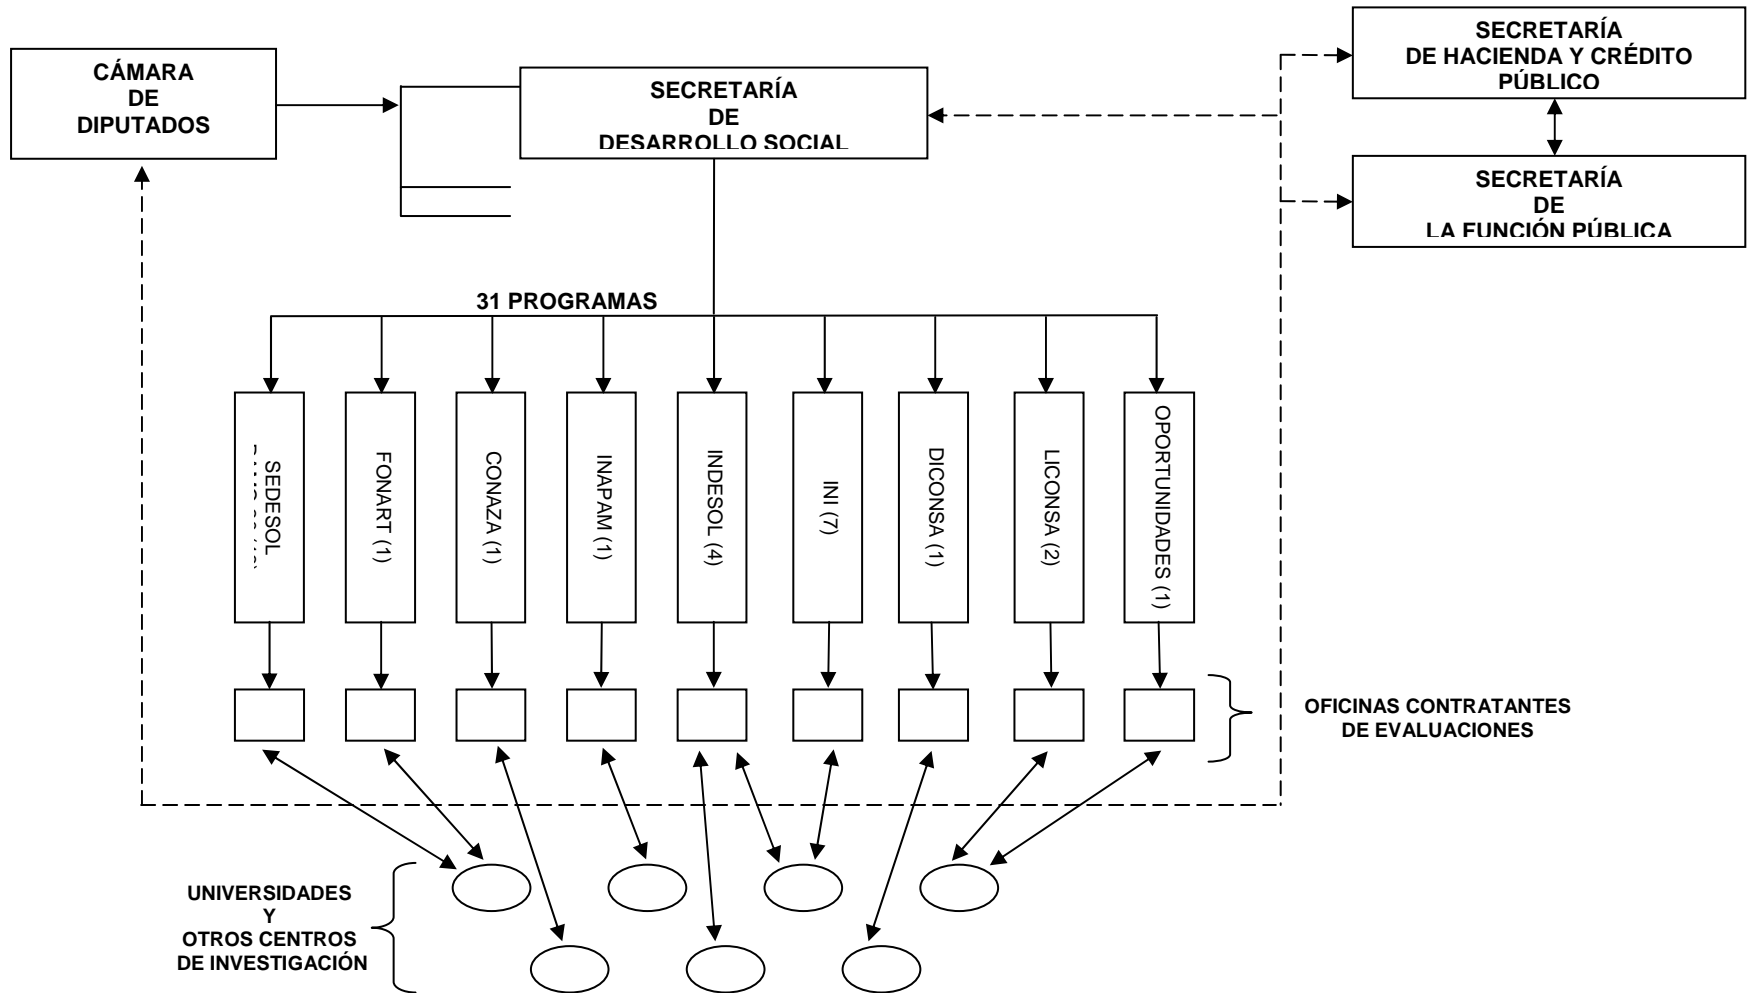 CÁMARA
DE
DIPUTADOS
SECRETARÍA
DE
DESARROLLO SOCIAL
SECRETARÍA
DE HACIENDA Y CRÉDITO
PÚBLICO
SECRETARÍA
DE
LA FUNCIÓN PÚBLICA
31 PROGRAMAS
SEDESOL
FONART (1)
CONAZA (1)
INAPAM (1)
INDESOL (4)
INI (7)
DICONSA (1)
LICONSA (2)
OPORTUNIDADES (1)
OFICINAS CONTRATANTES
DE EVALUACIONES
UNIVERSIDADES
Y
OTROS CENTROS
DE INVESTIGACIÓN